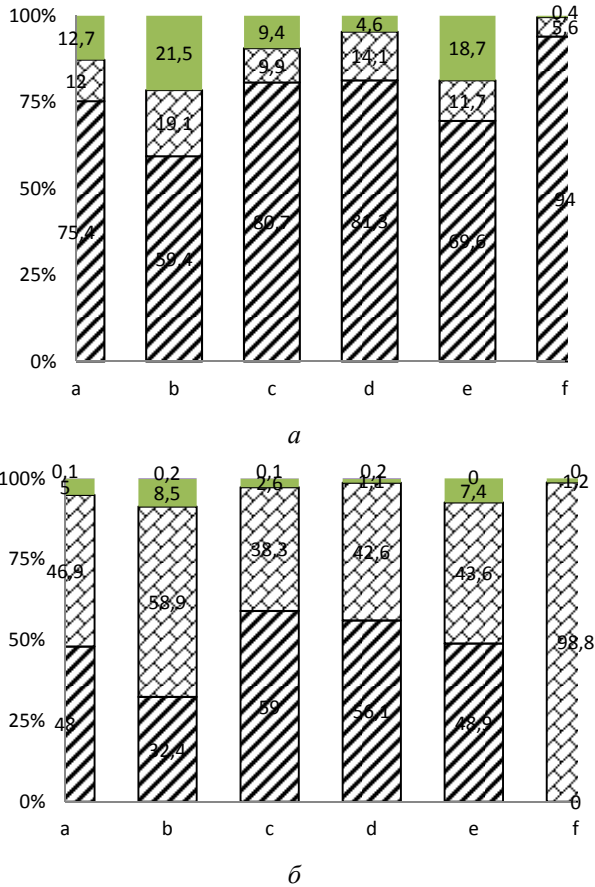 100% 12,7 21,5 9,4 4,6 18,7 0,4
12 19,1 9,9 14,1 11,7 5,6
75%
75,4 59,4 80,7 81,3 69,6 94
50%
25%
0%
a b c d e f
а
0,1 0,2 0,1 0,2 0 0
100% 5 8,5 2,6 1,1 7,4 1,2
75%
46,9 58,9 38,3 42,6 43,6 98,8
50%
48 32,4 59 56,1 48,9 0
25%
0%
a b c d e f
б